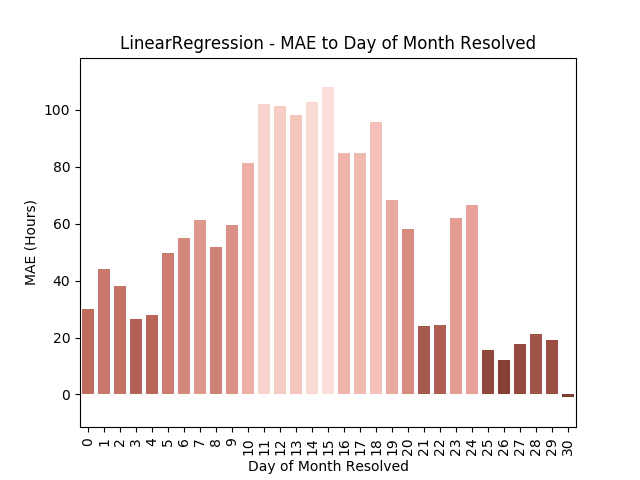 LinearRegression - MAE to Day of Month Resolved
MAE (Hours)
100
80
60
40
20
0
0 1 2 3 4 5 6 7 8 9 10 11 12 13 14 15 16 17 18 19 20 21 22 23 24 25 26 27 28 29 30
Day of Month Resolved